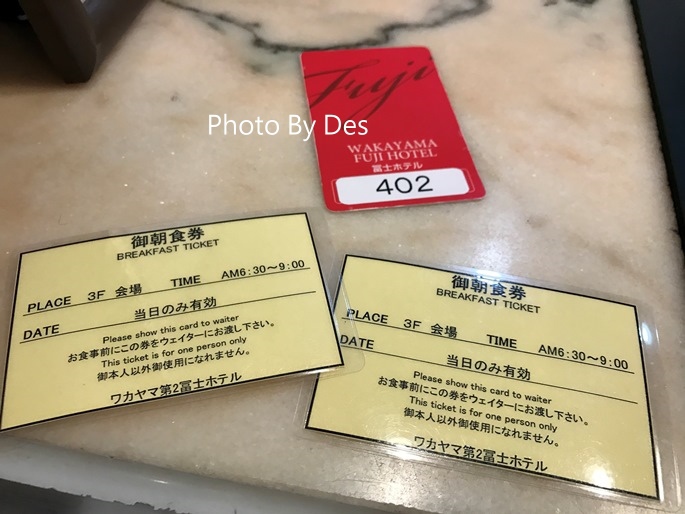 Fuji
WAKAYAMA
FUJI HOTEL
冨士ホテル
402
Photo By Des
御朝食券
BREAKFAST TICKET
PLACE 3F 会場 TIME AM6:30～9:00
DATE 当日のみ有効
Please show this card to waiter
お食事前にこの券をウェイターにお渡し下さい。
This ticket is for one person only
御本人以外御使用になれません。
ワカヤマ第2冨士ホテル
御朝食券
BREAKFAST TICKET
PLACE 3F 会場 TIME AM6:30～9:00
DATE 当日のみ有効
Please show this card to waiter
お食事前にこの券をウェイターにお渡し下さい。
This ticket is for one person only
御本人以外御使用になれません。
ワカヤマ第2冨士ホテル